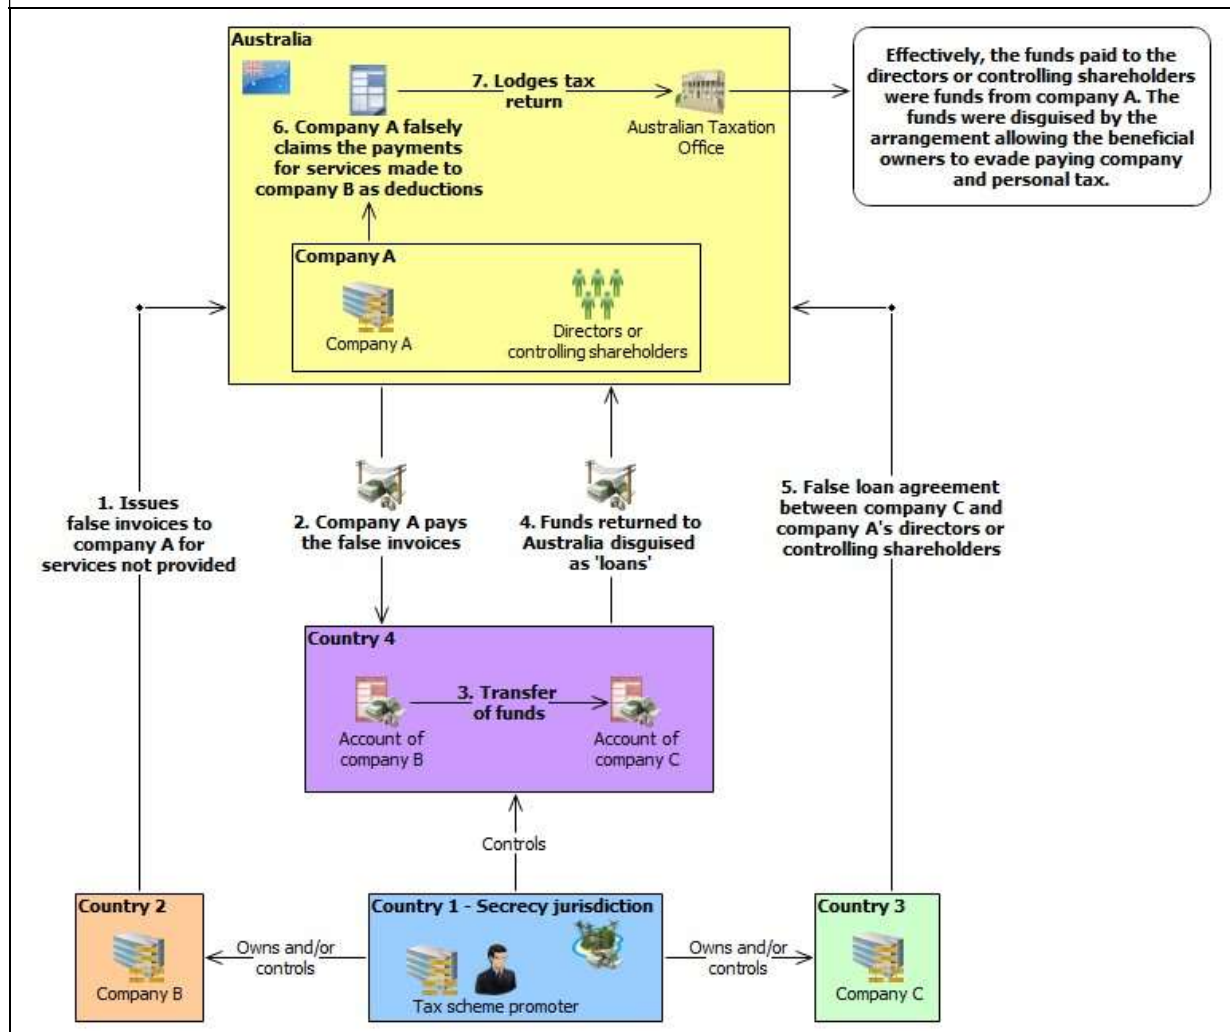 Australia
7. Lodges tax
return
Australian Taxation
Office
Effectively, the funds paid to the
directors or controlling shareholders
were funds from company A. The
funds were disguised by the
arrangement allowing the beneficial
owners to evade paying company
and personal tax.
6. Company A falsely
claims the payments
for services made to
company B as deductions
Company A
Company A
Directors or
controlling shareholders
1. Issues
false invoices to
company A for
services not provided
2. Company A pays
the false invoices
4. Funds returned to
Australia disguised
as 'loans'
5. False loan agreement
between company C and
company A's directors or
controlling shareholders
Country 4
3. Transfer
of funds
Account of
company B
Account of
company C
Controls
Country 2
Company B
Owns and/or
controls
Country 1 - Secrecy jurisdiction
Tax scheme promoter
Owns and/or
controls
Country 3
Company C